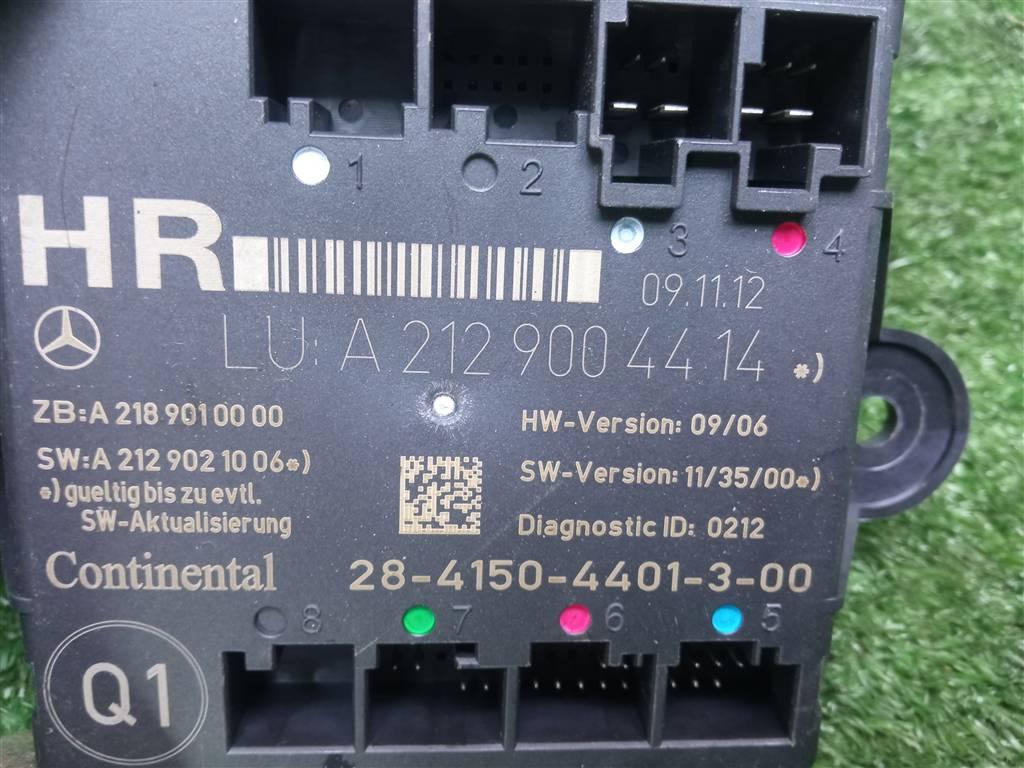 1
2
3
4
HR
09.11.12
LU: A 212 900 44 14 *)
ZB:A 218 901 00 00
HW-Version: 09/06
SW:A 212 902 10 06*)
SW-Version: 11/35/00*)
*) gueltig bis zu evtl.
SW-Aktualisierung
Diagnostic ID: 0212
Continental
28-4150-4401-3-00
8
7
6
5
Q1